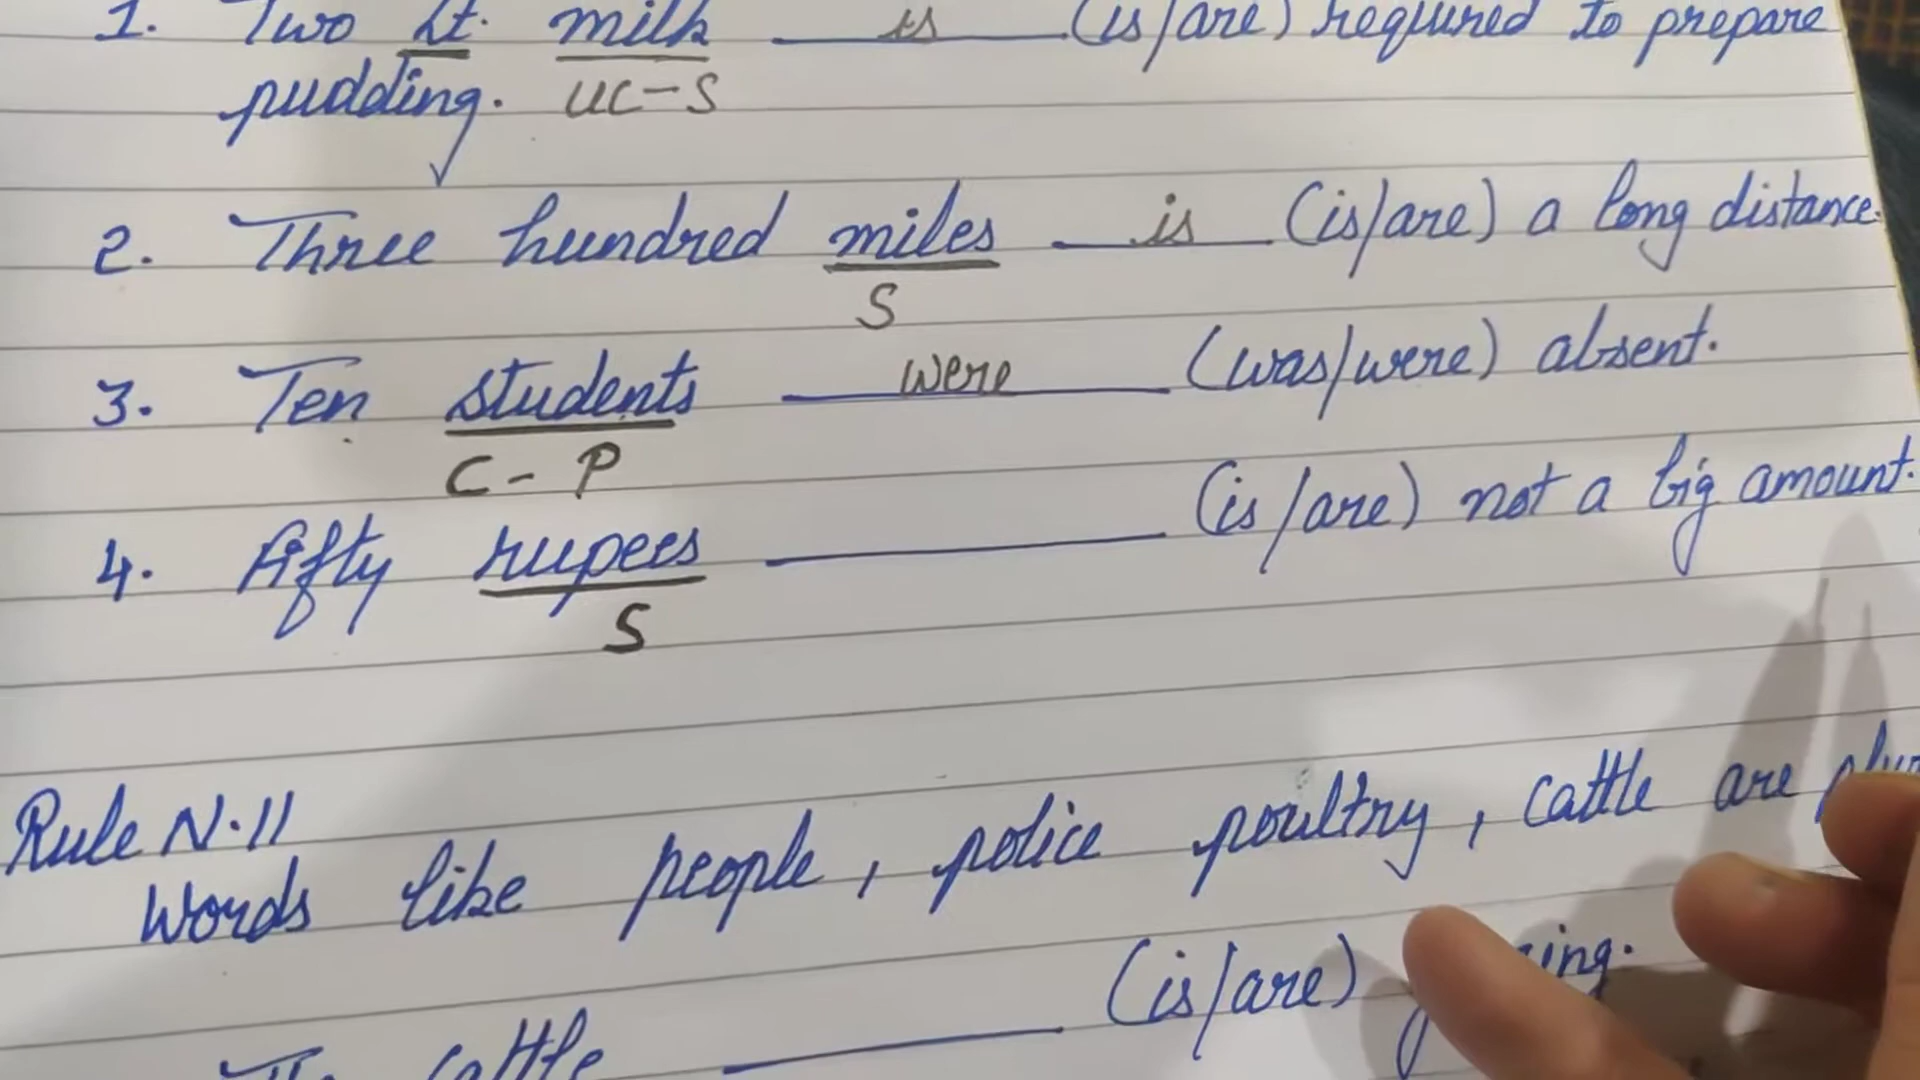 1. Two Lt. milk is (is/are) required to prepare
pudding. UC-S
2. Three hundred miles is (is/are) a long distance.
S
3. Ten students were (was/were) absent.
C-P
4. Fifty rupees (is/are) not a big amount.
S
Rule N.11
Words like people, police poultry, cattle are
cattle (is/are)